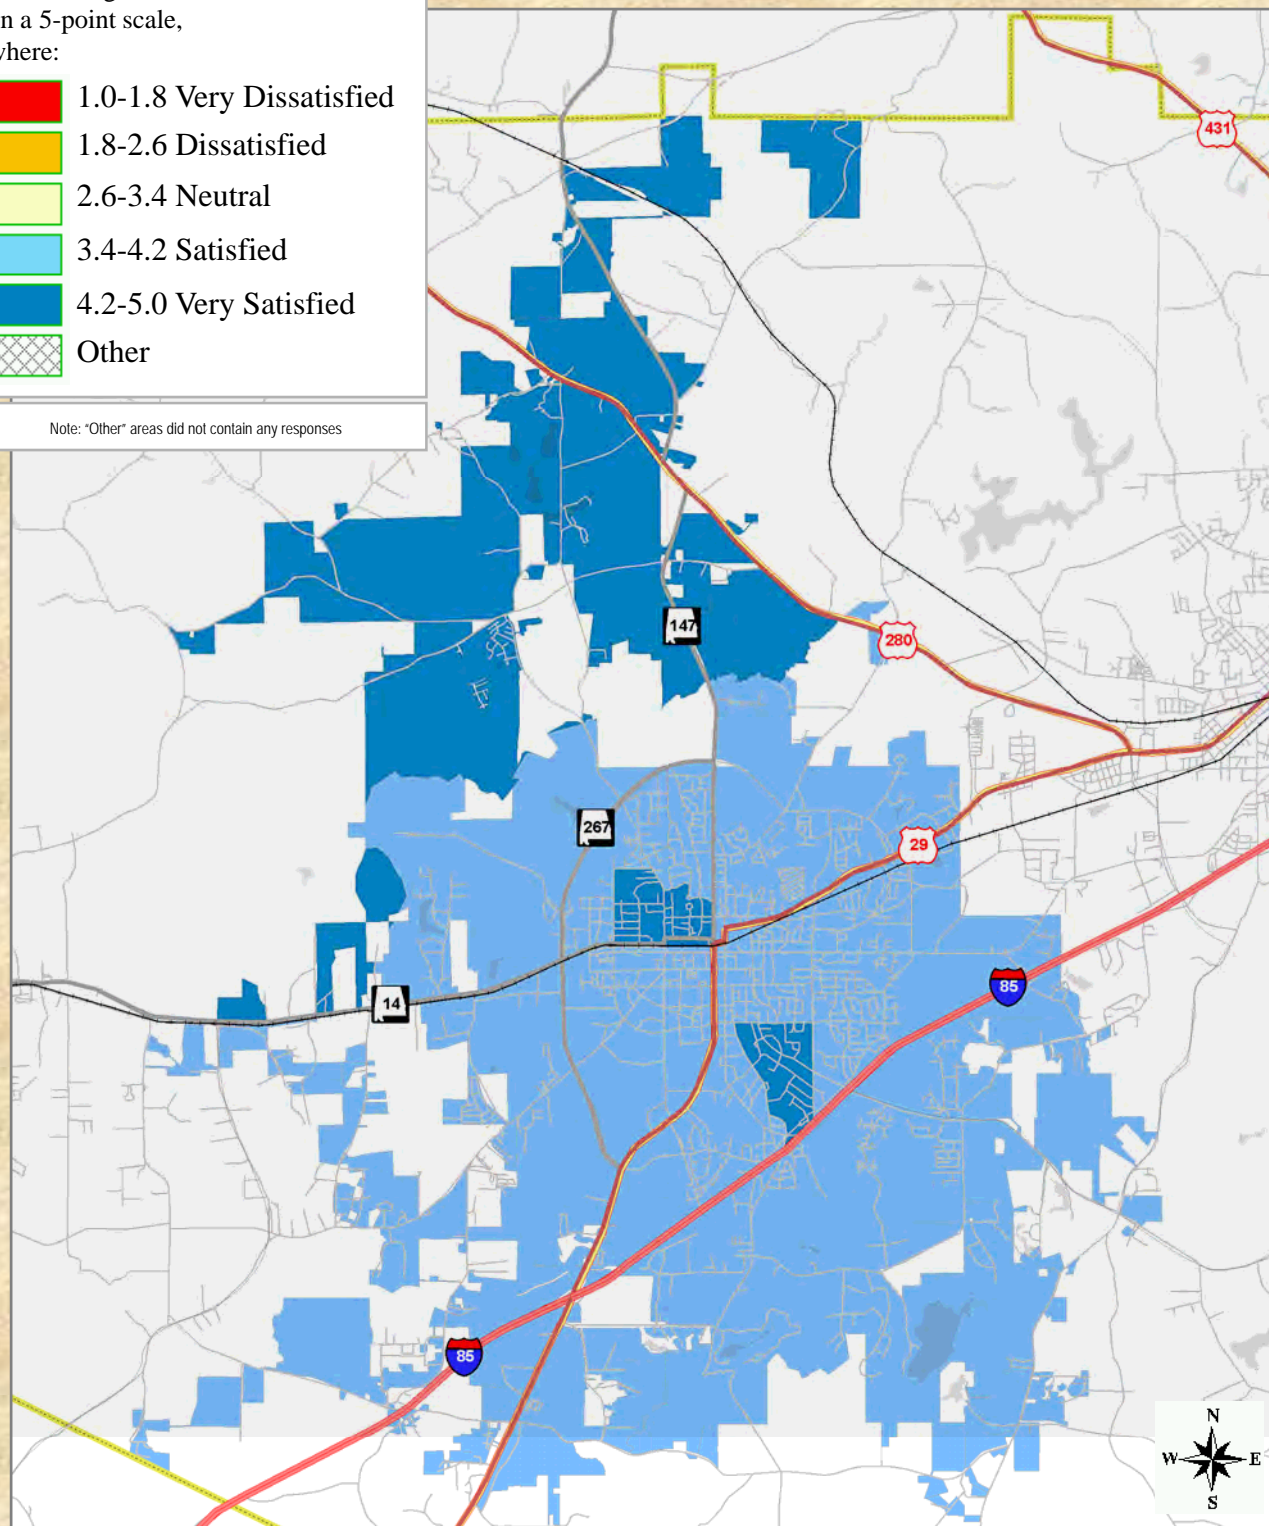 n a 5-point scale,
where:
1.0-1.8 Very Dissatisfied
1.8-2.6 Dissatisfied
2.6-3.4 Neutral
3.4-4.2 Satisfied
4.2-5.0 Very Satisfied
Other
Note: "Other" areas did not contain any responses
431
147
280
267
29
14
85
85
N
W E
S